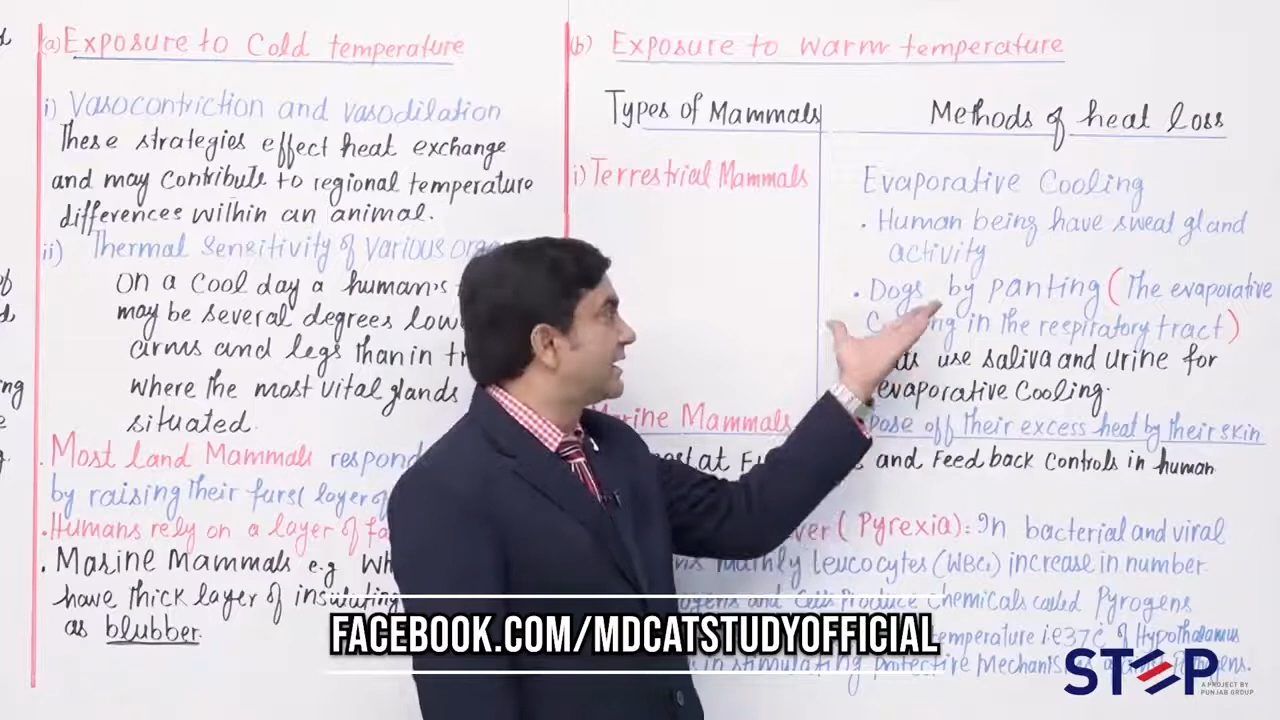 (a) Exposure to Cold temperature
i) Vasocontriction and vasodilation
These strategies effect heat exchange
and may contribute to regional temperature
differences within an animal.
ii) Thermal Sensitivity of various
On a Cool day a human's
may be several degrees
arms and legs than in
where the most vital glands
situated.
. Most land Mammals respond
by raising their furs( layer of
. Humans rely on a layer of
. Marine Mammals e.g
have thick layer of insulating
as blubber.
(b) Exposure to warm temperature
Types of Mammals
Methods of heat loss
i) Terrestrial Mammals
Evaporative Cooling
. Human being have sweat gland
activity
. Dogs by panting ( The evaporative
in the respiratory tract )
use saliva and urine for
evaporative Cooling.
Marine Mammals
off their excess heat by their skin
and Feed back Controls in human
( Pyrexia): In bacterial and viral
mainly leucocytes (WBCs) increase in number
and Cells Produce Chemicals called Pyrogens
temperature i.e 37°C of Hypothalamus
in stimulating protective Mechanisms
FACEBOOK.COM/MDCATSTUDYOFFICIAL
STEP
A PROJECT BY
PUNJAB GROUP